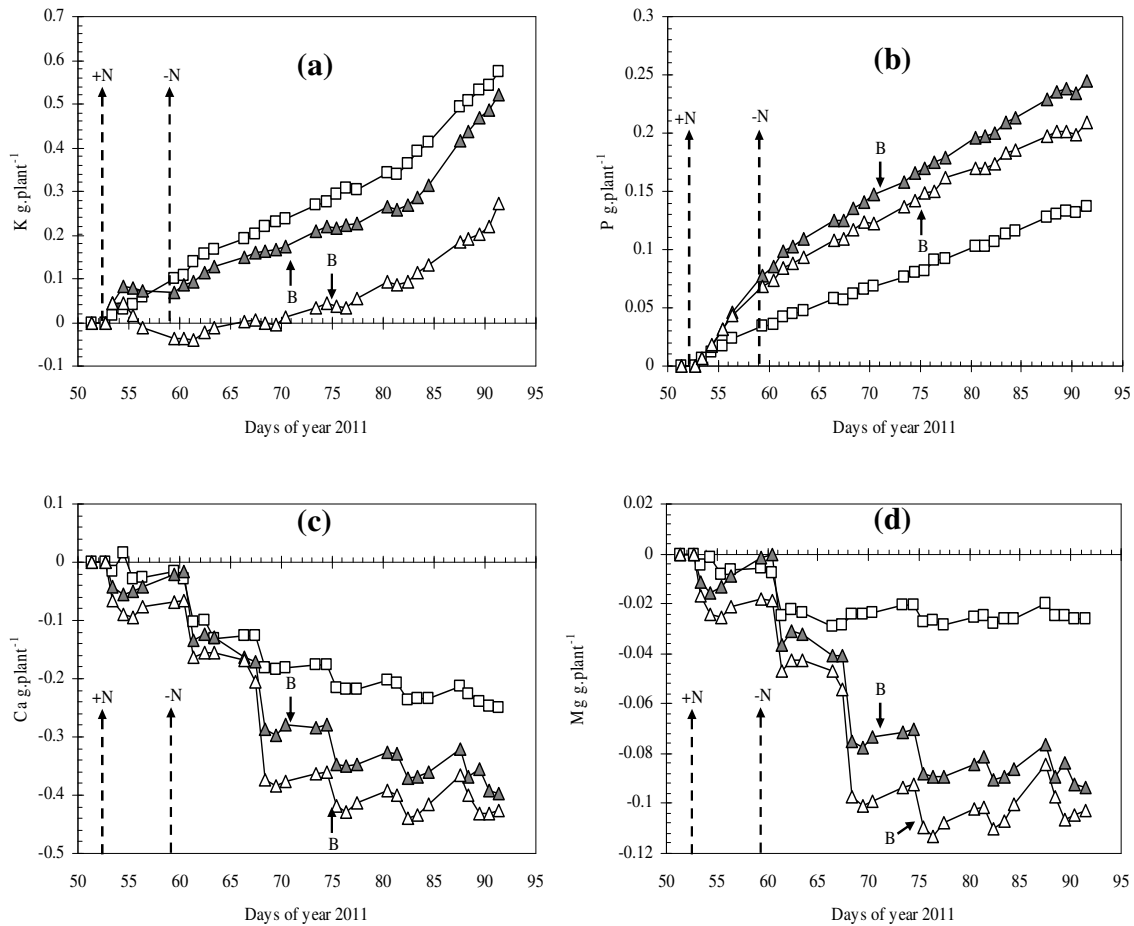 (a)
K g.plant-1
0.7
0.6
0.5
0.4
0.3
0.2
0.1
0
-0.1
+N
-N
B
B
50 55 60 65 70 75 80 85 90 95
Days of year 2011
(b)
P g.plant-1
0.3
0.25
0.2
0.15
0.1
0.05
0
+N
-N
B
B
50 55 60 65 70 75 80 85 90 95
Days of year 2011
(c)
Ca g.plant-1
0.1
0
-0.1
-0.2
-0.3
-0.4
-0.5
+N
-N
B
B
50 55 60 65 70 75 80 85 90 95
Days of year 2011
(d)
Mg g.plant-1
0.02
0
-0.02
-0.04
-0.06
-0.08
-0.1
-0.12
+N
-N
B
B
50 55 60 65 70 75 80 85 90 95
Days of year 2011